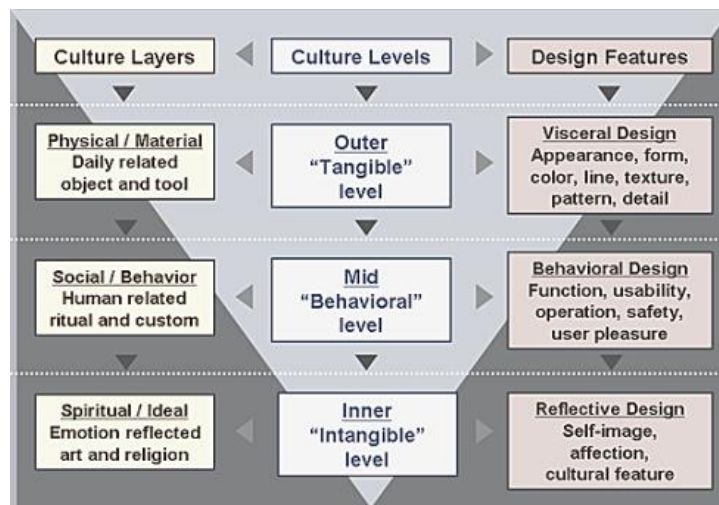 Culture Layers
Culture Levels
Design Features
Physical / Material
Daily related
object and tool
Outer
“Tangible”
level
Visceral Design
Appearance, form,
color, line, texture,
pattern, detail
Social / Behavior
Human related
ritual and custom
Mid
“Behavioral”
level
Behavioral Design
Function, usability,
operation, safety,
user pleasure
Spiritual / Ideal
Emotion reflected
art and religion
Inner
“Intangible”
level
Reflective Design
Self-image,
affection,
cultural feature